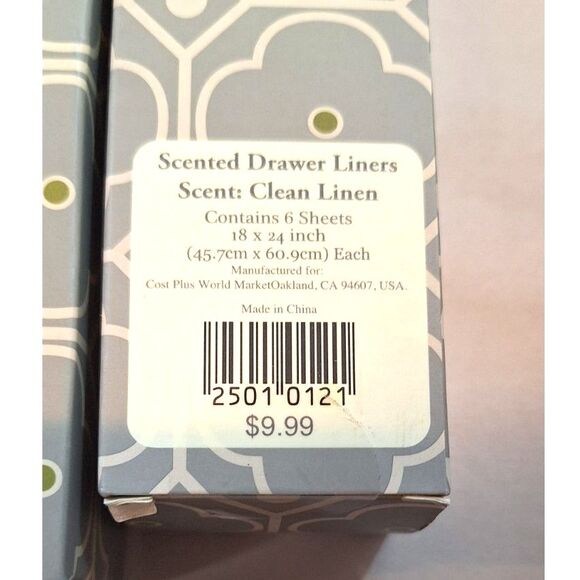 Scented Drawer Liners
Scent: Clean Linen
Contains 6 Sheets
18 x 24 inch
(45.7cm x 60.9cm) Each
Manufactured for:
Cost Plus World MarketOakland, CA 94607, USA.
Made in China
2501 0121
$9.99